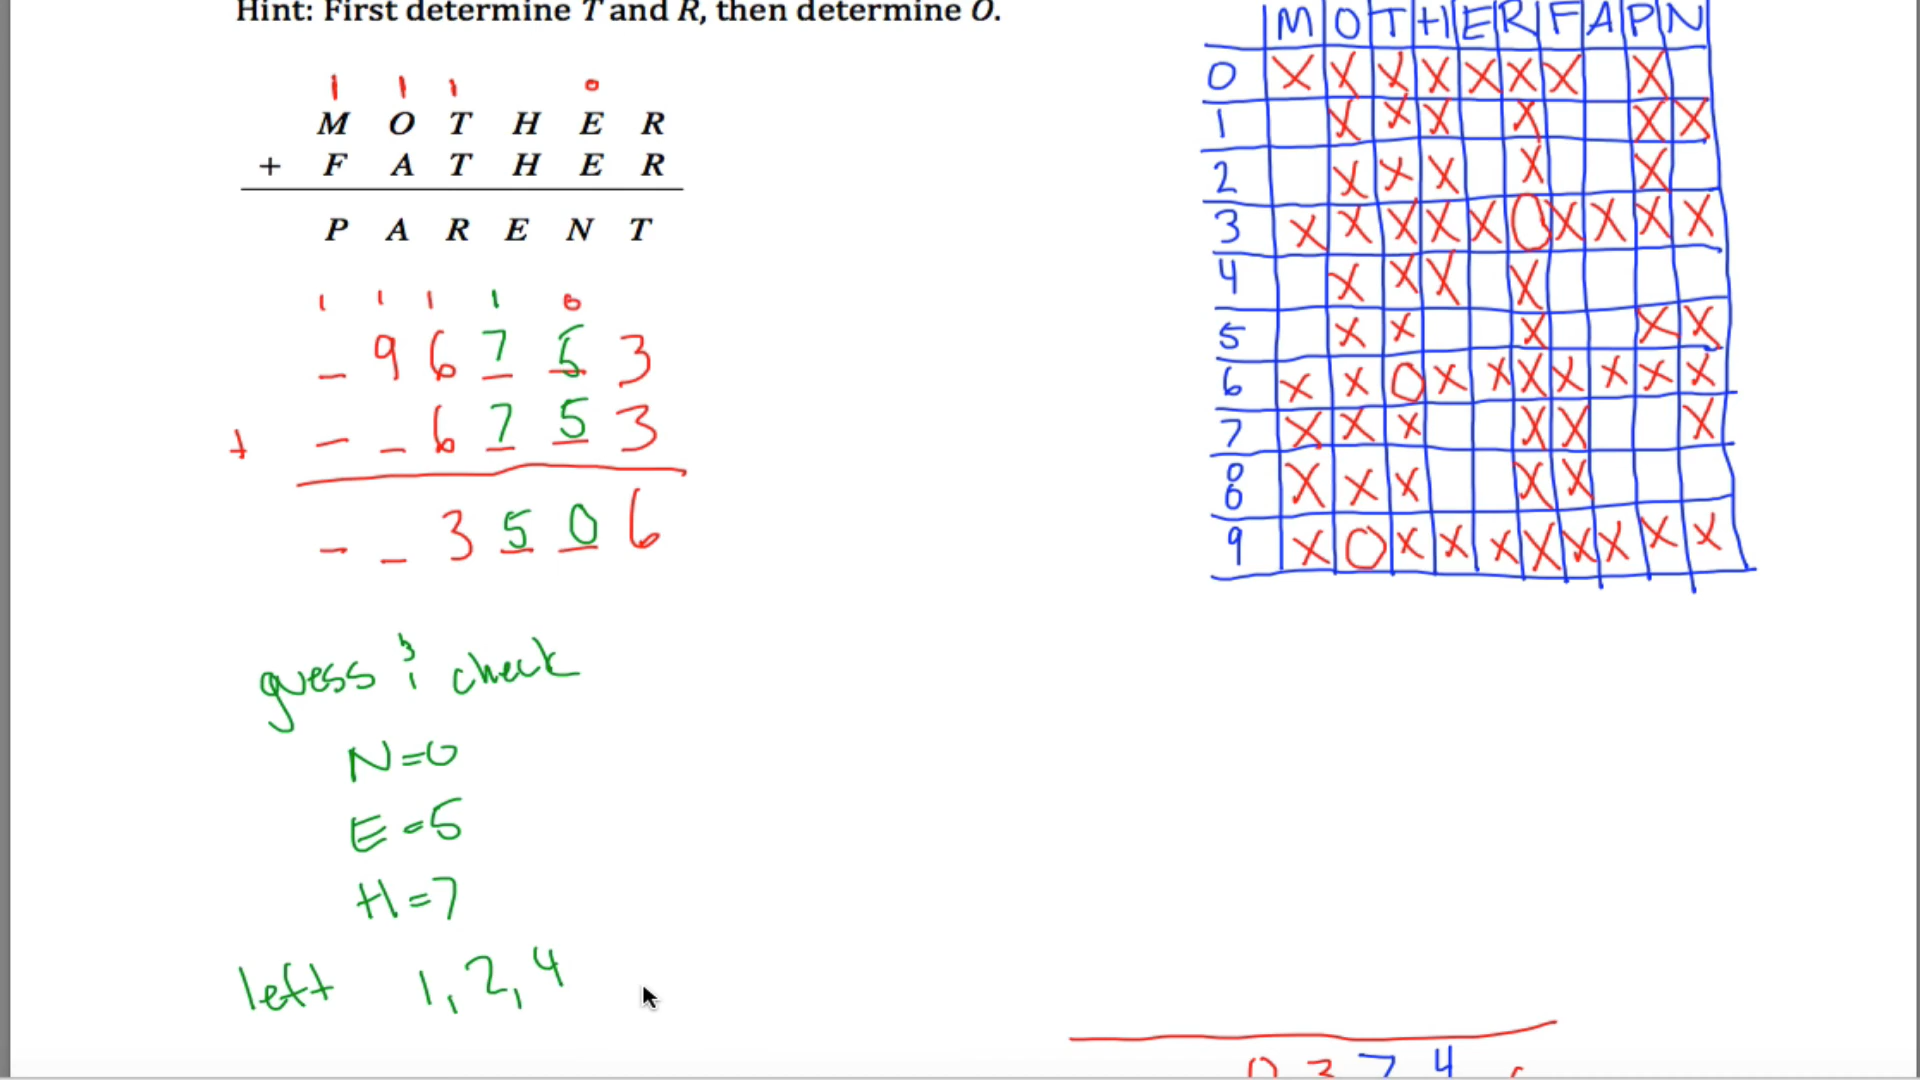 Hint: First determine T and R, then determine O.
1 1 1 0
M O T H E R
+ F A T H E R
P A R E N T
1 1 1 1 0
_ 9 6 7 5 3
+ _ _ 6 7 5 3
_ _ 3 5 0 6
guess & check
N=0
E=5
H=7
left 1, 2, 4
M O T H E R F A P N
0 X X X X X X X X
1 X X X X X X
2 X X X X X
3 X X X X X O X X X X
4 X X X X
5 X X X X X
6 X X O X X X X X X X
7 X X X X X X
8 X X X X X
9 X O X X X X X X X X
7 4